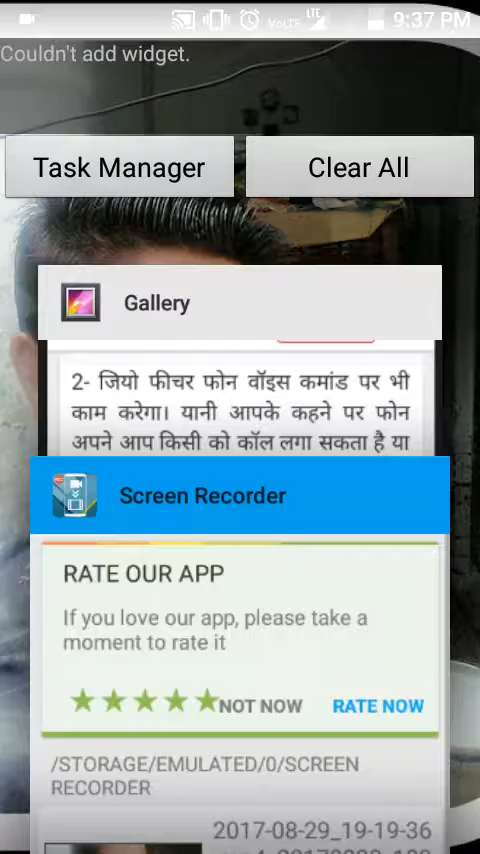 VoLTE LTE 9:37 PM
Couldn't add widget.
Task Manager
Clear All
Gallery
2- जियो फीचर फोन वॉइस कमांड पर भी
काम करेगा। यानी आपके कहने पर फोन
अपने आप किसी को कॉल लगा सकता है या
Screen Recorder
RATE OUR APP
If you love our app, please take a
moment to rate it
NOT NOW
RATE NOW
/STORAGE/EMULATED/0/SCREEN
RECORDER
2017-08-29_19-19-36